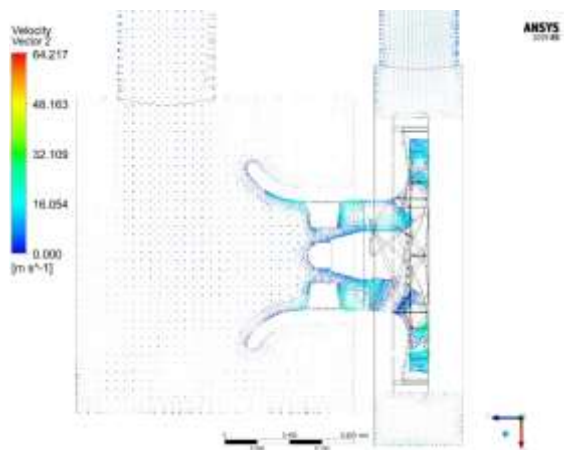 Velocity
Vector 2
ANSYS
64.217
48.163
32.109
16.054
0.000
[m s^-1]